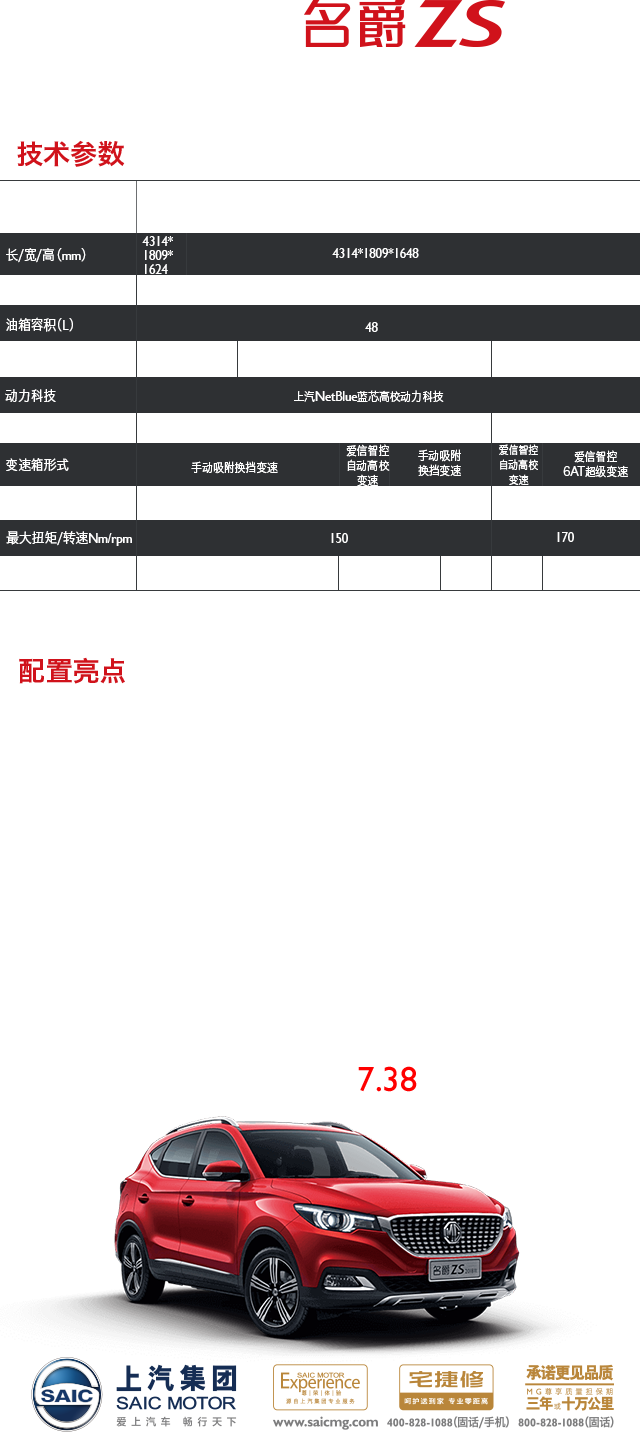 名爵ZS
技术参数
长/宽/高（mm）
4314*
1809*
1624
4314*1809*1648
油箱容积（L）
48
动力科技
上汽NetBlue蓝芯高校动力科技
变速箱形式
手动吸附换挡变速
爱信智控
自动高校
变速
手动吸附
换挡变速
爱信智控
自动高校
变速
爱信智控
6AT超级变速
最大扭矩/转速Nm/rpm
150
170
配置亮点
7.38
MG
名爵ZS
SAIC
上汽集团
SAIC MOTOR
爱上汽车 畅行天下
SAIC MOTOR
Experience
尊|荣|体|验
源自上汽集团专业服务
www.saicmg.com
宅捷修
呵护送到家 专业零距离
400-828-1088（固话/手机）
承诺更见品质
MG尊享质量担保期
三年或十万公里
800-828-1088（固话）